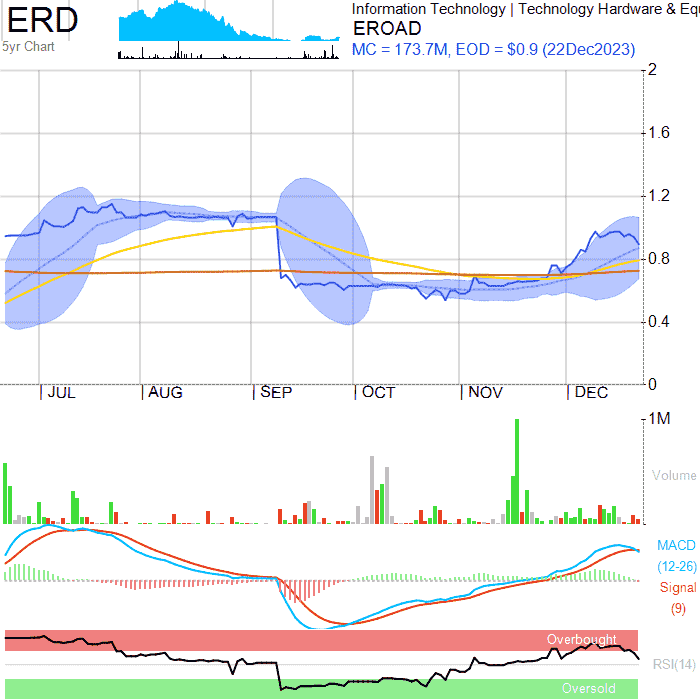 ERD
5yr Chart
Information Technology | Technology Hardware &
EROAD
MC = 173.7M, EOD = $0.9 (22Dec2023)
2
1.6
1.2
0.8
0.4
0
| JUL | AUG | SEP | OCT | NOV | DEC
1M
Volume
MACD
(12-26)
Signal
(9)
Overbought
RSI(14)
Oversold